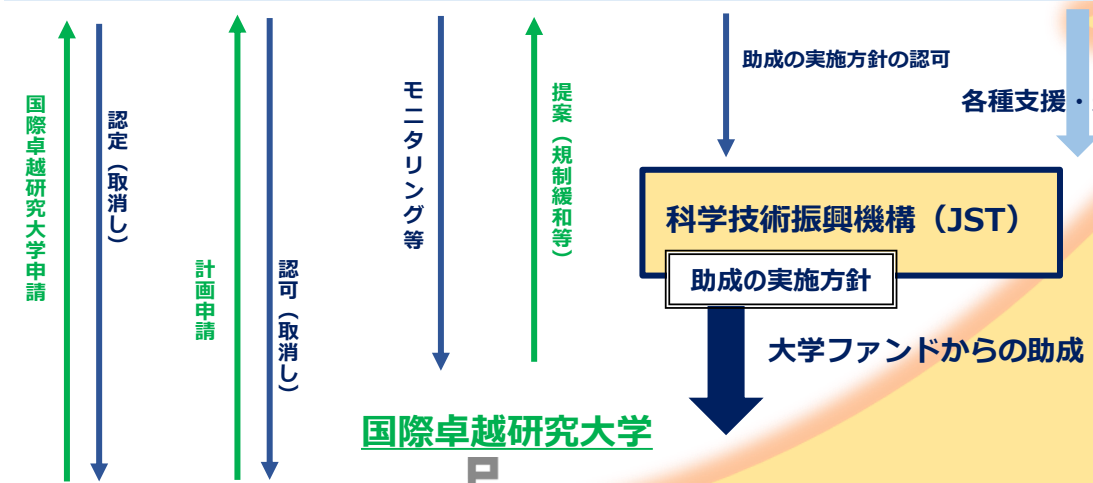 国際卓越研究大学申請
認定（取消し）
計画申請
認可（取消し）
モニタリング等
提案（規制緩和等）
助成の実施方針の認可
各種支援・
科学技術振興機構（JST）
助成の実施方針
大学ファンドからの助成
国際卓越研究大学